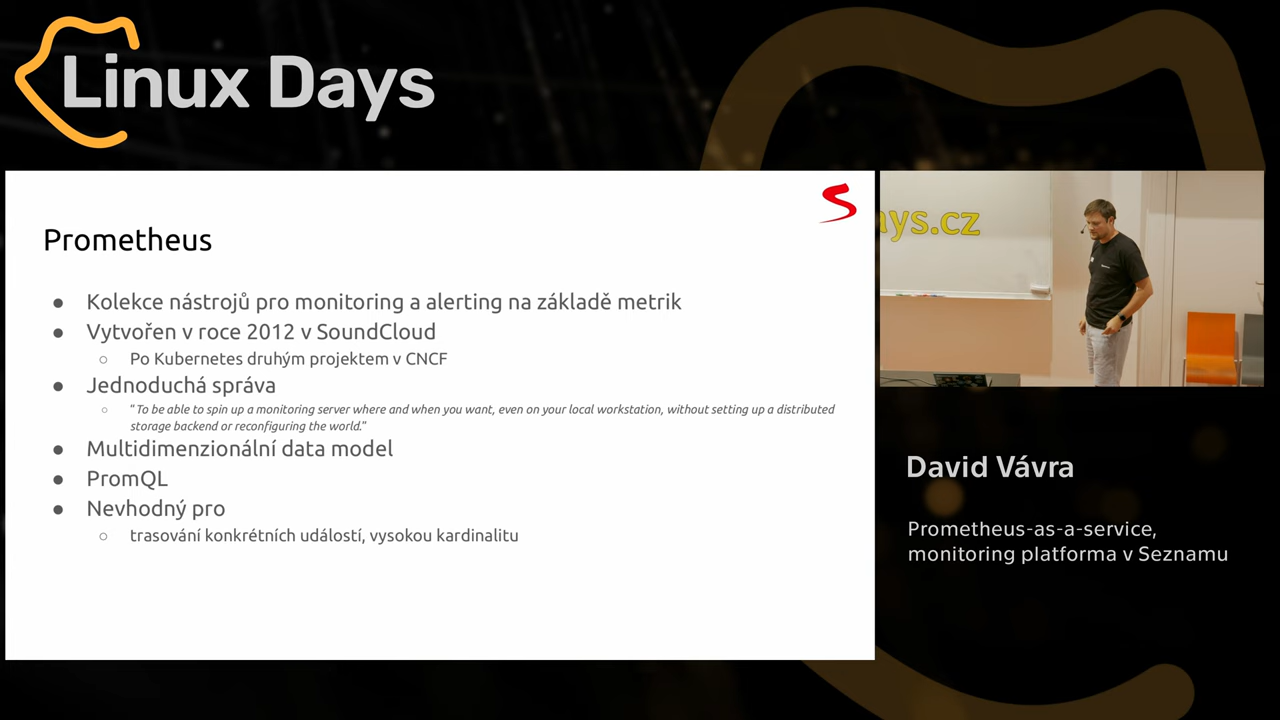 Linux Days
Prometheus
● Kolekce nástrojů pro monitoring a alerting na základě metrik
● Vytvořen v roce 2012 v SoundCloud
○ Po Kubernetes druhým projektem v CNCF
● Jednoduchá správa
○ "To be able to spin up a monitoring server where and when you want, even on your local workstation, without setting up a distributed
storage backend or reconfiguring the world."
● Multidimenzionální data model
● PromQL
● Nevhodný pro
○ trasování konkrétních událostí, vysokou kardinalitu
ays.cz
David Vávra
Prometheus-as-a-service,
monitoring platforma v Seznamu